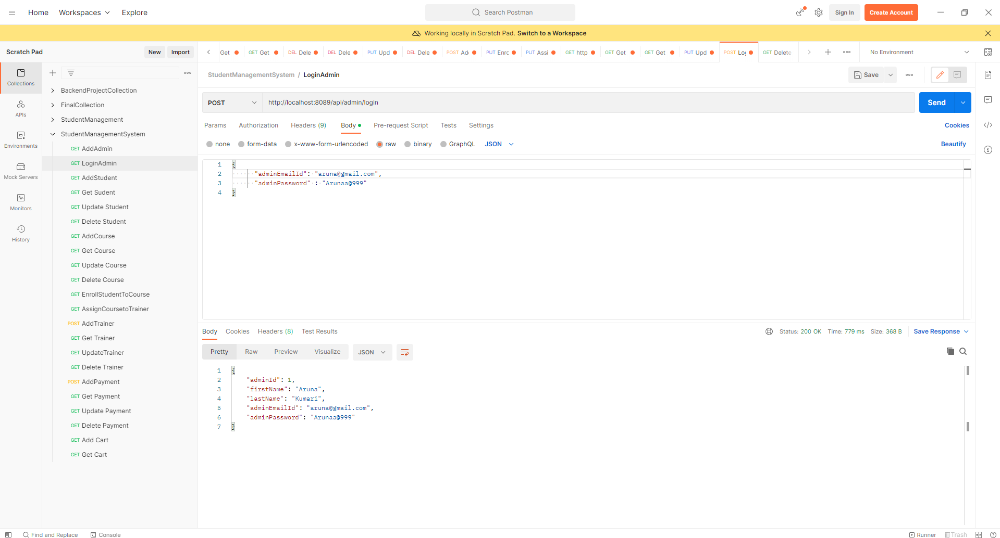 Home Workspaces Explore Search Postman Sign In Create Account
Working locally in Scratch Pad. Switch to a Workspace
Scratch Pad New Import
Get GET Get DEL Dele DEL Dele PUT Upd DEL Dele POST Ad PUT Enro PUT Assi GET http GET Get GET Get PUT Upd POST Lo GET Delete No Environment
Collections
APIs
Environments
Mock Servers
Monitors
History
BackendProjectCollection
FinalCollection
StudentManagement
StudentManagementSystem
GET AddAdmin
GET LoginAdmin
GET AddStudent
GET Get Sudent
GET Update Student
GET Delete Student
GET AddCourse
GET Get Course
GET Update Course
GET Delete Course
GET EnrollStudentToCourse
GET AssignCoursetoTrainer
POST AddTrainer
GET Get Trainer
GET UpdateTrainer
GET Delete Trainer
POST AddPayment
GET Get Payment
GET Update Payment
GET Delete Payment
GET Add Cart
GET Get Cart
StudentManagementSystem / LoginAdmin Save
POST http://localhost:8089/api/admin/login Send
Params Authorization Headers (9) Body Pre-request Script Tests Settings Cookies
none form-data x-www-form-urlencoded raw binary GraphQL JSON Beautify
1 {
2 "adminEmailId": "aruna@gmail.com",
3 "adminPassword" : "Arunaa@999"
4 }
Body Cookies Headers (8) Test Results Status: 200 OK Time: 779 ms Size: 368 B Save Response
Pretty Raw Preview Visualize JSON
1 {
2 "adminId": 1,
3 "firstName": "Aruna",
4 "lastName": "Kumari",
5 "adminEmailId": "aruna@gmail.com",
6 "adminPassword": "Arunaa@999"
7 }
Find and Replace Console Runner Trash